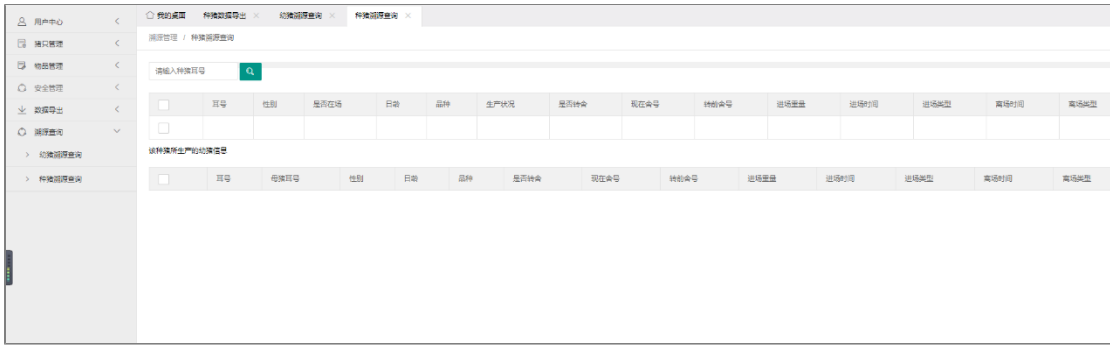 用户中心
猪只管理
物品管理
安全管理
数据导出
溯源查询
幼猪溯源查询
种猪溯源查询
我的桌面 种猪数据导出 幼猪溯源查询 种猪溯源查询
溯源管理 / 种猪溯源查询
请输入种猪耳号
耳号 性别 是否在场 日龄 品种 生产状况 是否转舍 现在舍号 转前舍号 进场重量 进场时间 进场类型 离场时间 离场类型
该种猪所生产的幼猪信息
耳号 母猪耳号 性别 日龄 品种 是否转舍 现在舍号 转前舍号 进场重量 进场时间 进场类型 离场时间 离场类型